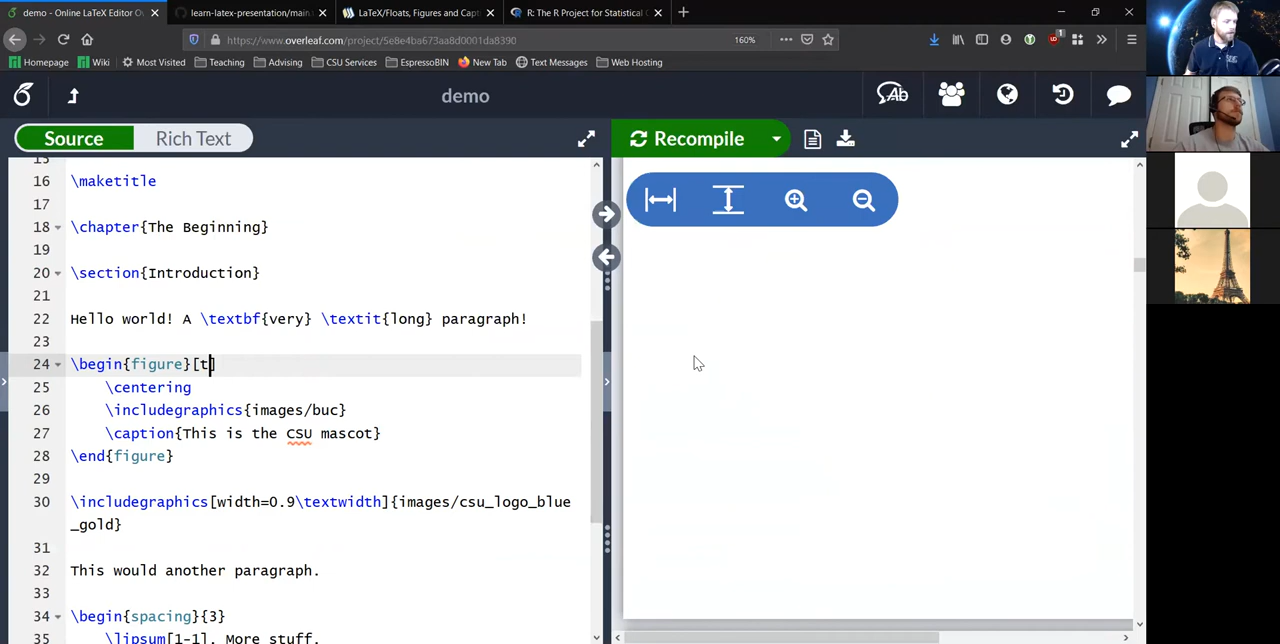 demo - Online LaTeX Editor Ov
learn-latex-presentation/main.
LaTeX/Floats, Figures and Capti
R: The R Project for Statistical C
https://www.overleaf.com/project/5e8e4ba673aa8d0001da8390
160%
1
Homepage
Wiki
Most Visited
Teaching
Advising
CSU Services
EspressoBIN
New Tab
Text Messages
Web Hosting
demo
Source
Rich Text
Recompile
15
16 \maketitle
17
18 \chapter{The Beginning}
19
20 \section{Introduction}
21
22 Hello world! A \textbf{very} \textit{long} paragraph!
23
24 \begin{figure}[t]
25 \centering
26 \includegraphics{images/buc}
27 \caption{This is the CSU mascot}
28 \end{figure}
29
30 \includegraphics[width=0.9\textwidth]{images/csu_logo_blue
_gold}
31
32 This would another paragraph.
33
34 \begin{spacing}{3}
35 \lipsum[1-1]. More stuff.